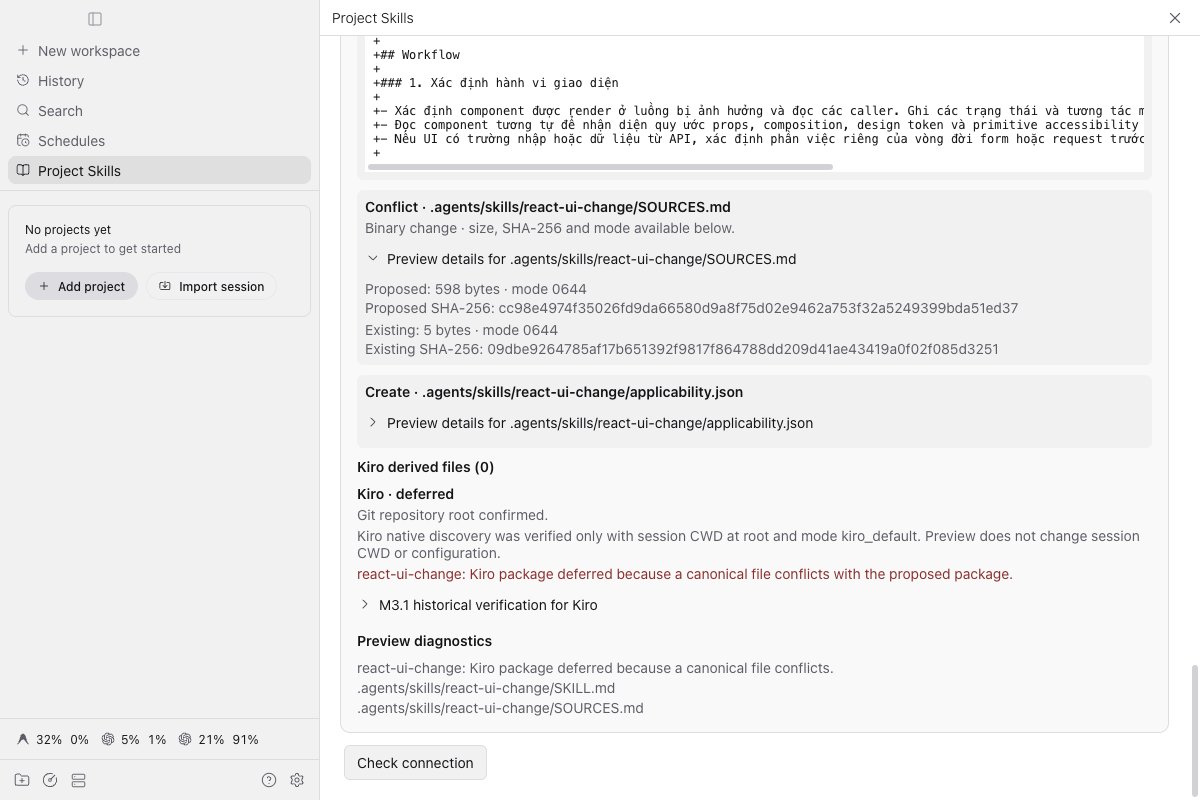 New workspace
History
Search
Schedules
Project Skills
No projects yet
Add a project to get started
Add project
Import session
32% 0% 5% 1% 21% 91%
Project Skills
+
+## Workflow
+
+### 1. Xác định hành vi giao diện
+
+- Xác định component được render ở luồng bị ảnh hưởng và đọc các caller. Ghi các trạng thái và tương tác
+- Đọc component tương tự để nhận diện quy ước props, composition, design token và primitive accessibility
+- Nếu UI có trường nhập hoặc dữ liệu từ API, xác định phần việc riêng của vòng đời form hoặc request trước
+
Conflict · .agents/skills/react-ui-change/SOURCES.md
Binary change · size, SHA-256 and mode available below.
Preview details for .agents/skills/react-ui-change/SOURCES.md
Proposed: 598 bytes · mode 0644
Proposed SHA-256: cc98e4974f35026fd9da66580d9a8f75d02e9462a753f32a5249399bda51ed37
Existing: 5 bytes · mode 0644
Existing SHA-256: 09dbe9264785af17b651392f9817f864788dd209d41ae43419a0f02f085d3251
Create · .agents/skills/react-ui-change/applicability.json
Preview details for .agents/skills/react-ui-change/applicability.json
Kiro derived files (0)
Kiro · deferred
Git repository root confirmed.
Kiro native discovery was verified only with session CWD at root and mode kiro_default. Preview does not change session
CWD or configuration.
react-ui-change: Kiro package deferred because a canonical file conflicts with the proposed package.
M3.1 historical verification for Kiro
Preview diagnostics
react-ui-change: Kiro package deferred because a canonical file conflicts.
.agents/skills/react-ui-change/SKILL.md
.agents/skills/react-ui-change/SOURCES.md
Check connection